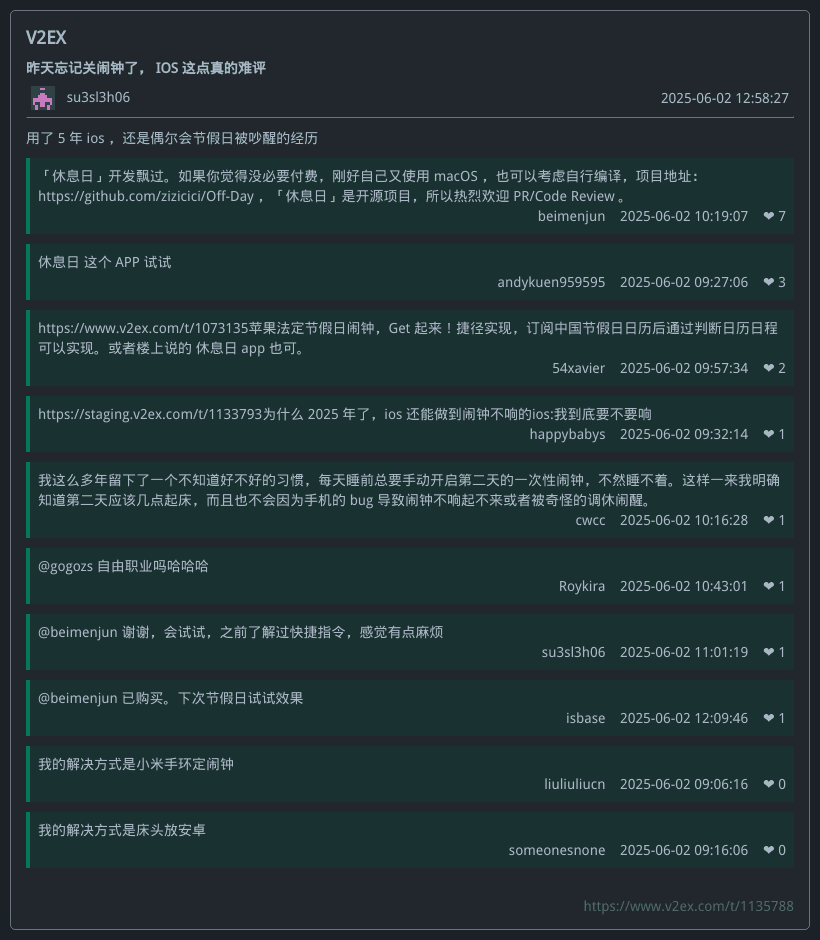 V2EX
昨天忘记关闹钟了， IOS 这点真的难评
su3sl3h06
2025-06-02 12:58:27
用了 5 年 ios ，还是偶尔会节假日被吵醒的经历
「休息日」开发飘过。如果你觉得没必要付费，刚好自己又使用 macOS ，也可以考虑自行编译，项目地址：
https://github.com/zizicici/Off-Day ，「休息日」是开源项目，所以热烈欢迎 PR/Code Review 。
beimenjun 2025-06-02 10:19:07 ❤ 7
休息日 这个 APP 试试
andykuen959595 2025-06-02 09:27:06 ❤ 3
https://www.v2ex.com/t/1073135苹果法定节假日闹钟，Get 起来！捷径实现，订阅中国节假日日历后通过判断日历日程
可以实现。或者楼上说的 休息日 app 也可。
54xavier 2025-06-02 09:57:34 ❤ 2
https://staging.v2ex.com/t/1133793为什么 2025 年了，ios 还能做到闹钟不响的ios:我到底要不要响
happybabys 2025-06-02 09:32:14 ❤ 1
我这么多年留下了一个不知道好不好的习惯，每天睡前总要手动开启第二天的一次性闹钟，不然睡不着。这样一来我明确
知道第二天应该几点起床，而且也不会因为手机的 bug 导致闹钟不响起不来或者被奇怪的调休闹醒。
cwcc 2025-06-02 10:16:28 ❤ 1
@gogozs 自由职业吗哈哈哈
Roykira 2025-06-02 10:43:01 ❤ 1
@beimenjun 谢谢，会试试，之前了解过快捷指令，感觉有点麻烦
su3sl3h06 2025-06-02 11:01:19 ❤ 1
@beimenjun 已购买。下次节假日试试效果
isbase 2025-06-02 12:09:46 ❤ 1
我的解决方式是小米手环定闹钟
liuliuliucn 2025-06-02 09:06:16 ❤ 0
我的解决方式是床头放安卓
someonesnone 2025-06-02 09:16:06 ❤ 0
https://www.v2ex.com/t/1135788